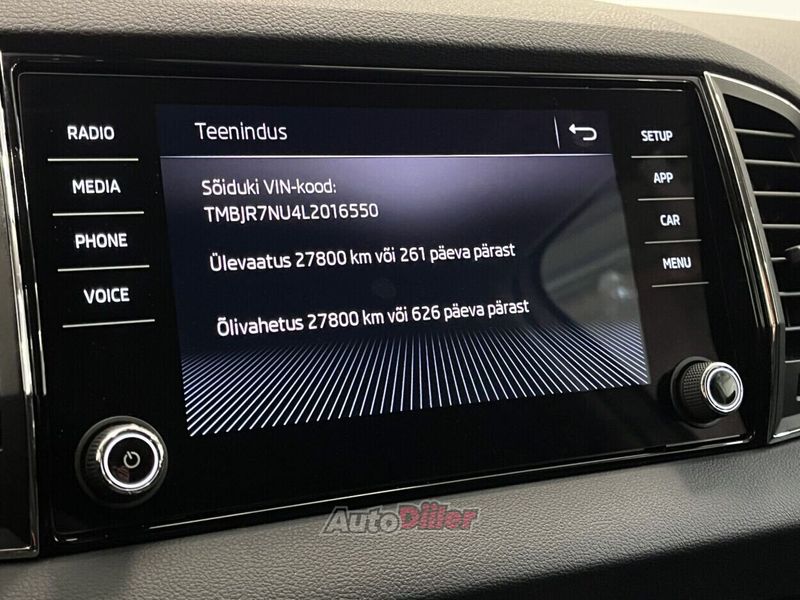 RADIO
MEDIA
PHONE
VOICE
Teenindus
Sõiduki VIN-kood:
TMBJR7NU4L2016550
Ülevaatus 27800 km või 261 päeva pärast
Õlivahetus 27800 km või 626 päeva pärast
SETUP
APP
CAR
MENU
AutoDiiler